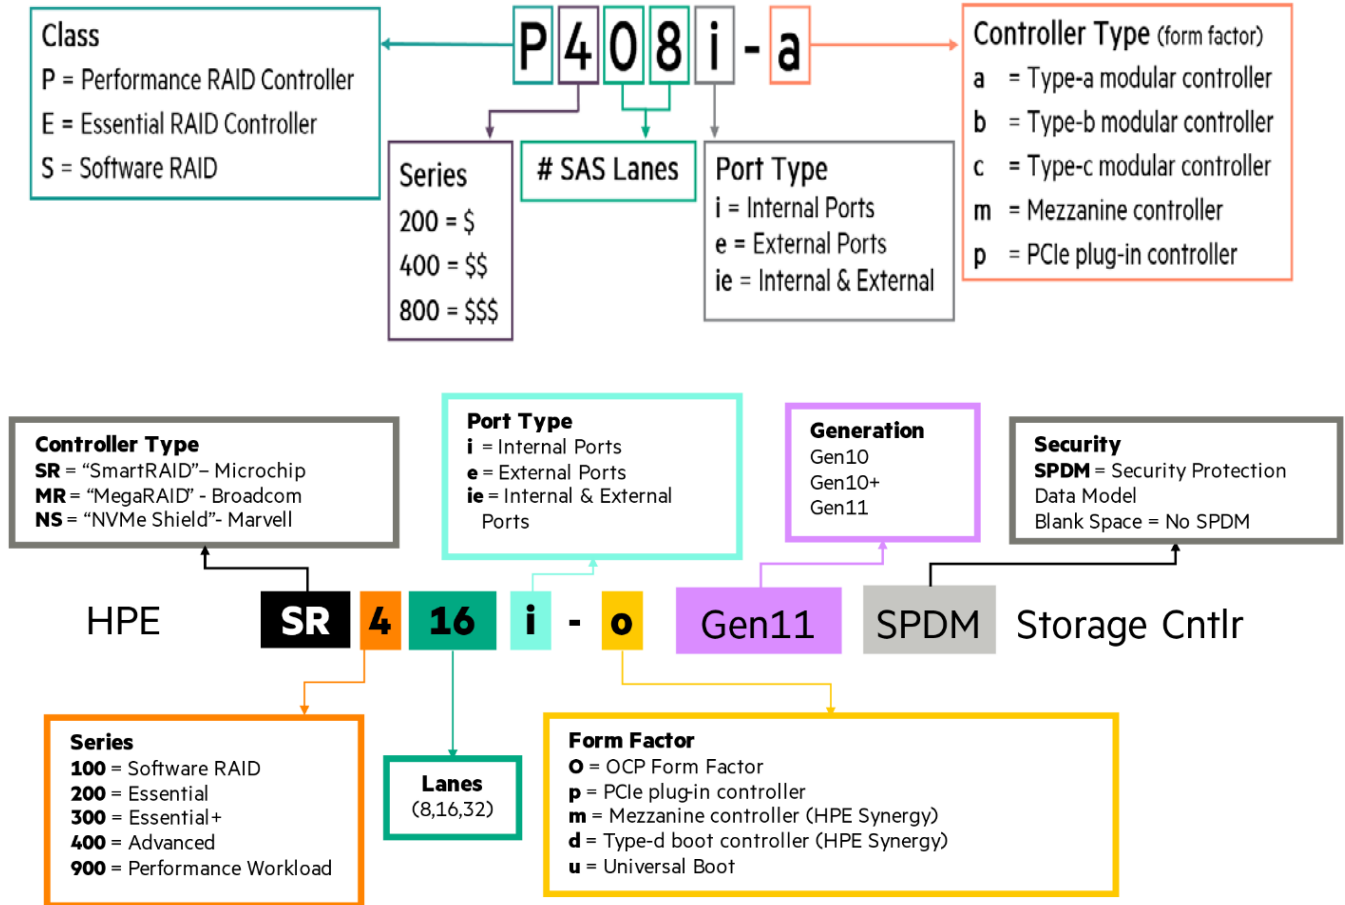 Class
P = Performance RAID Controller
E = Essential RAID Controller
S = Software RAID
P408i-a
Controller Type (form factor)
a = Type-a modular controller
b = Type-b modular controller
c = Type-c modular controller
m = Mezzanine controller
p = PCIe plug-in controller
Series
200 = $
400 = $$
800 = $$$
# SAS Lanes
Port Type
i = Internal Ports
e = External Ports
ie = Internal & External
Controller Type
SR = “SmartRAID”– Microchip
MR = “MegaRAID” - Broadcom
NS = “NVMe Shield”- Marvell
Port Type
i = Internal Ports
e = External Ports
ie = Internal & External
Ports
Generation
Gen10
Gen10+
Gen11
Security
SPDM = Security Protection
Data Model
Blank Space = No SPDM
HPE SR 4 16 i - o Gen11 SPDM Storage Cntlr
Series
100 = Software RAID
200 = Essential
300 = Essential+
400 = Advanced
900 = Performance Workload
Lanes
(8,16,32)
Form Factor
O = OCP Form Factor
p = PCIe plug-in controller
m = Mezzanine controller (HPE Synergy)
d = Type-d boot controller (HPE Synergy)
u = Universal Boot